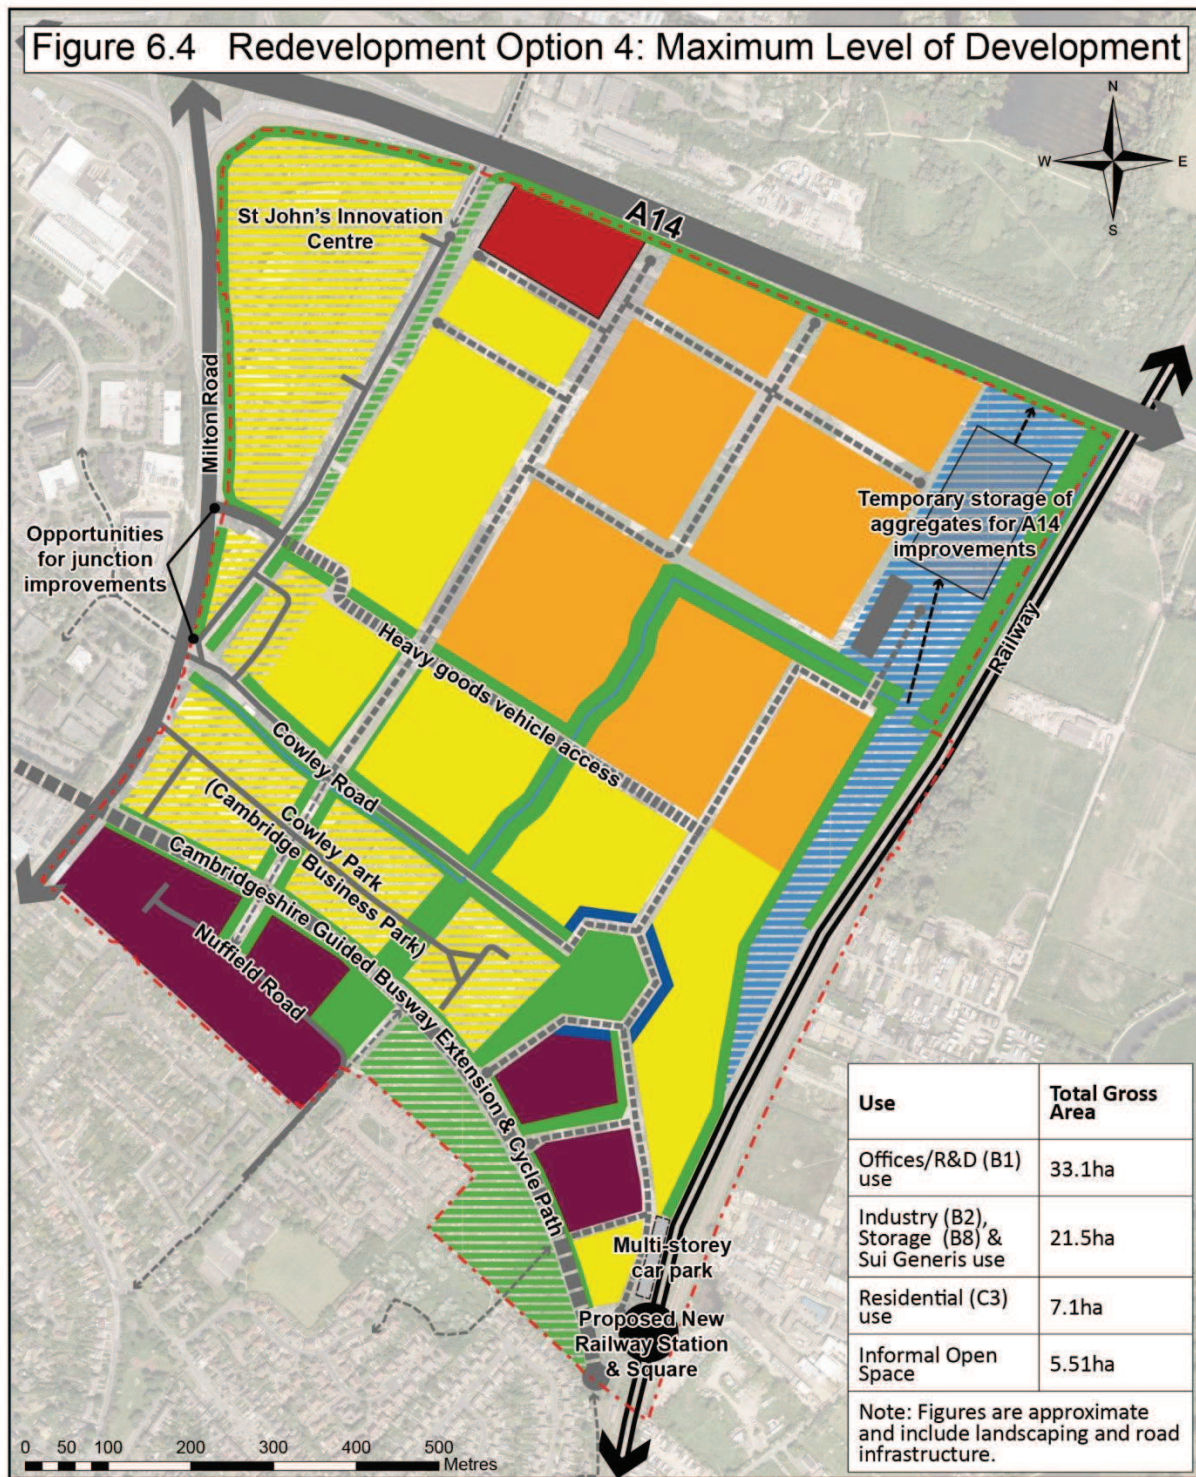 Figure 6.4 Redevelopment Option 4: Maximum Level of Development
N
W E
S
A14
St John's Innovation
Centre
Milton Road
Opportunities
for junction
improvements
Temporary storage of
aggregates for A14
improvements
Railway
Heavy goods vehicle access
Cowley Road
Cowley Park
(Cambridge Business Park)
Cambridgeshire Guided Busway Extension & Cycle Path
Nuffield Road
Multi-storey
car park
Proposed New
Railway Station
& Square
Use Total Gross
Area
Offices/R&D (B1)
use 33.1ha
Industry (B2),
Storage (B8) &
Sui Generis use 21.5ha
Residential (C3)
use 7.1ha
Informal Open
Space 5.51ha
Note: Figures are approximate
and include landscaping and road
infrastructure.
0 50 100 200 300 400 500
Metres